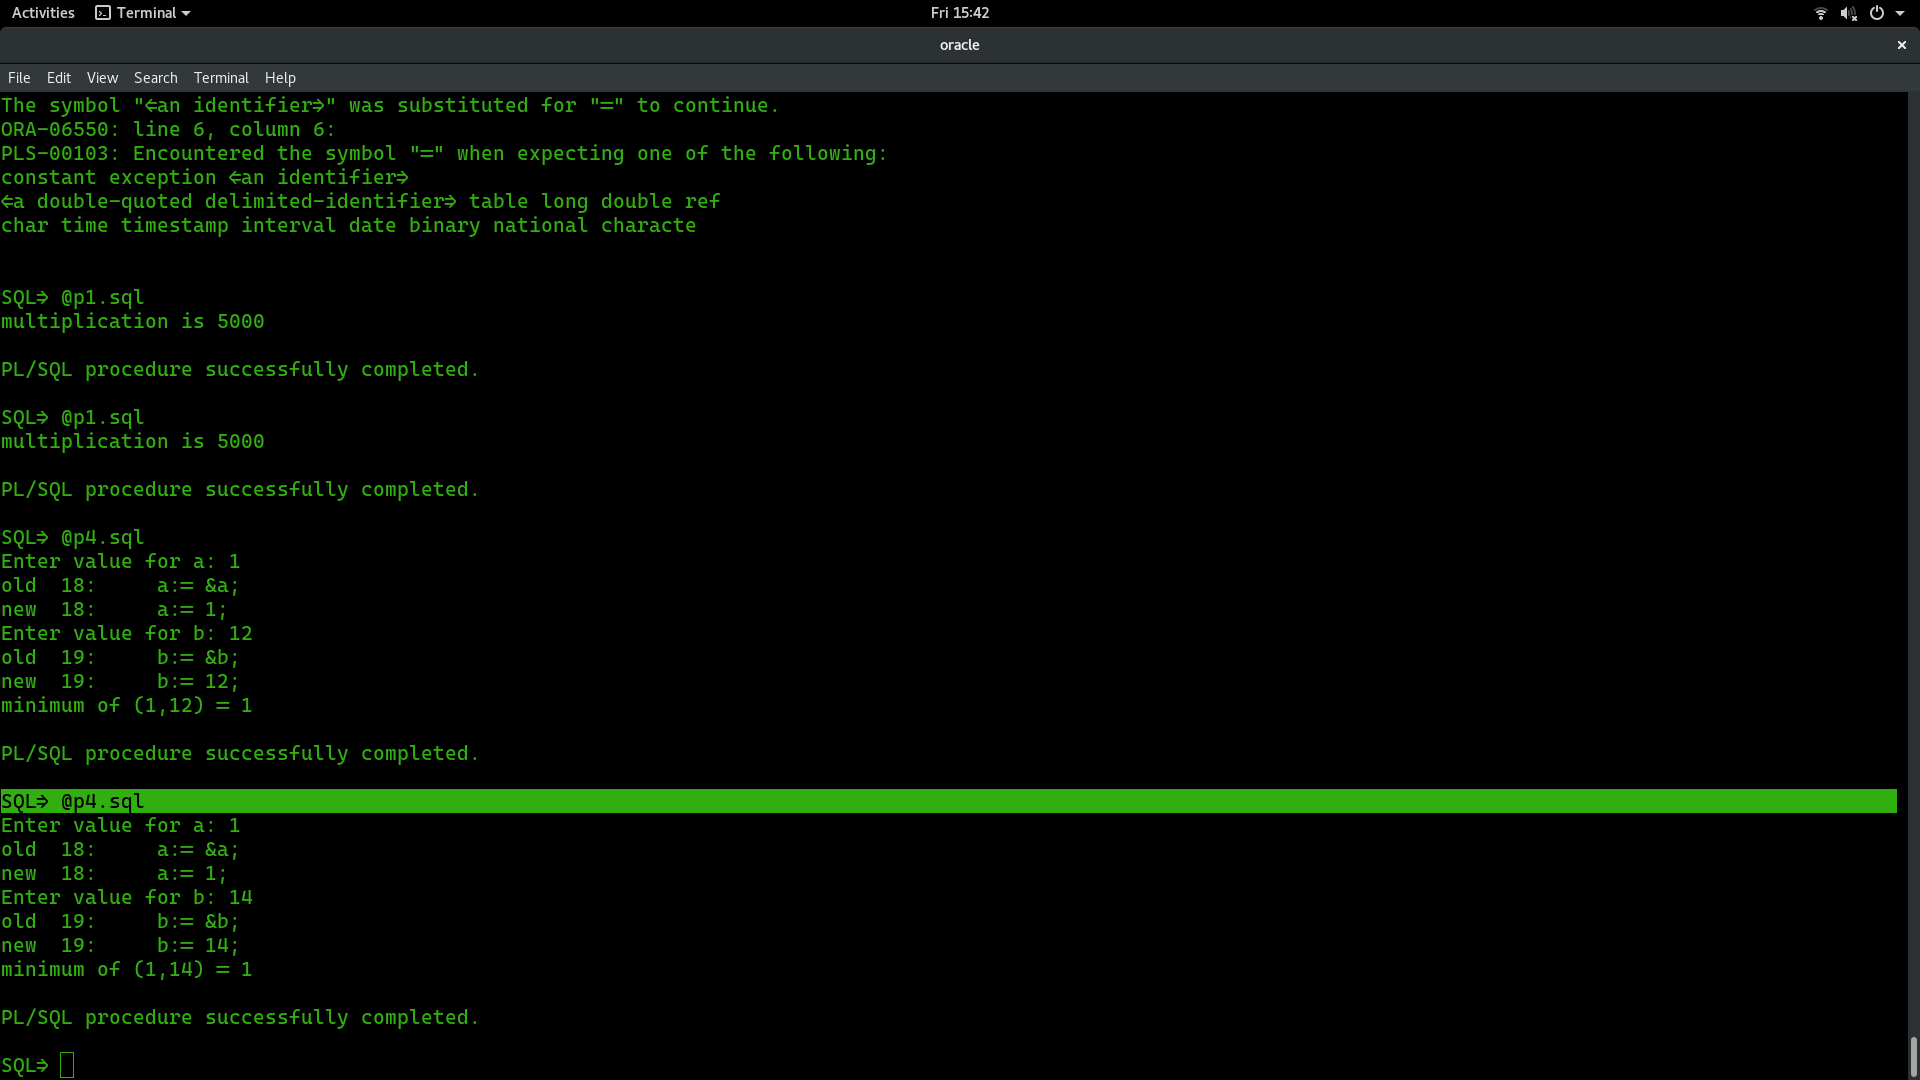 Activities Terminal Fri 15:42
oracle
File Edit View Search Terminal Help
The symbol "<an identifier>" was substituted for "=" to continue.
ORA-06550: line 6, column 6:
PLS-00103: Encountered the symbol "=" when expecting one of the following:
constant exception <an identifier>
<a double-quoted delimited-identifier> table long double ref
char time timestamp interval date binary national characte
SQL> @p1.sql
multiplication is 5000
PL/SQL procedure successfully completed.
SQL> @p1.sql
multiplication is 5000
PL/SQL procedure successfully completed.
SQL> @p4.sql
Enter value for a: 1
old  18:     a:= &a;
new  18:     a:= 1;
Enter value for b: 12
old  19:     b:= &b;
new  19:     b:= 12;
minimum of (1,12) = 1
PL/SQL procedure successfully completed.
SQL> @p4.sql
Enter value for a: 1
old  18:     a:= &a;
new  18:     a:= 1;
Enter value for b: 14
old  19:     b:= &b;
new  19:     b:= 14;
minimum of (1,14) = 1
PL/SQL procedure successfully completed.
SQL>